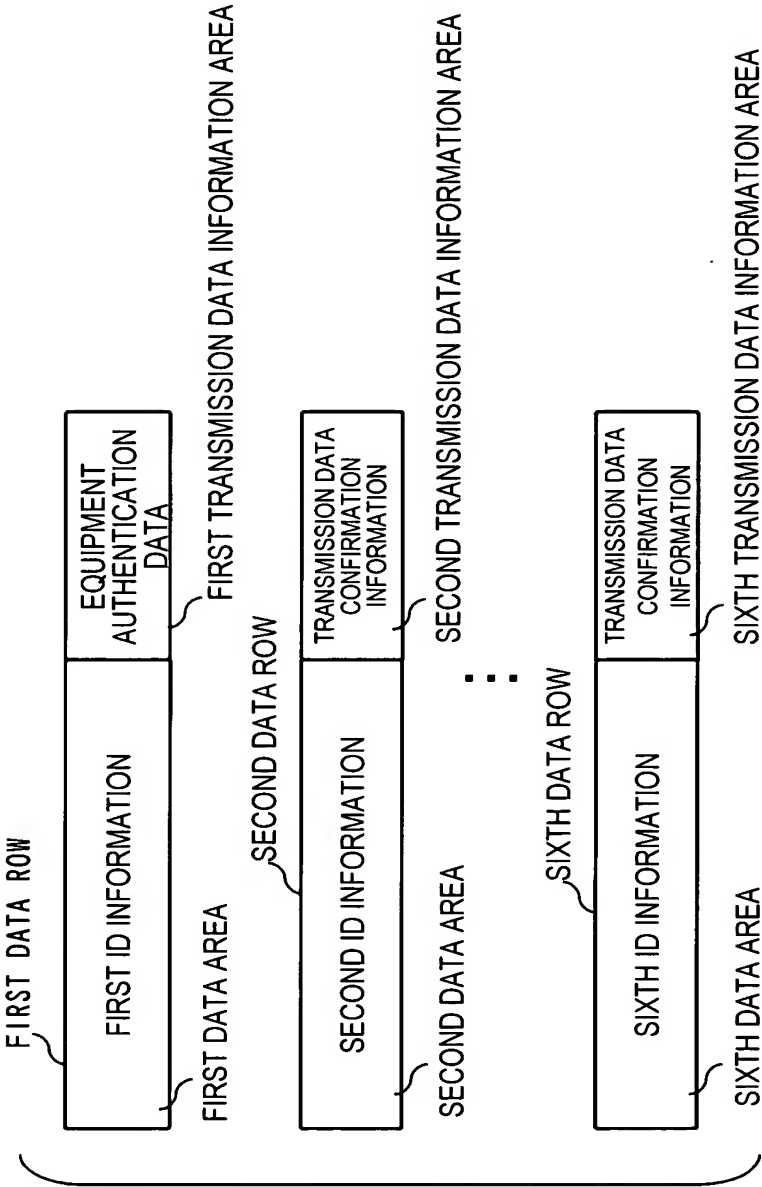 FIRST DATA ROW
FIRST ID INFORMATION
EQUIPMENT
AUTHENTICATION
DATA
FIRST DATA AREA
FIRST TRANSMISSION DATA INFORMATION AREA
SECOND DATA ROW
SECOND ID INFORMATION
TRANSMISSION DATA
CONFIRMATION
INFORMATION
SECOND DATA AREA
SECOND TRANSMISSION DATA INFORMATION AREA
SIXTH DATA ROW
SIXTH ID INFORMATION
TRANSMISSION DATA
CONFIRMATION
INFORMATION
SIXTH DATA AREA
SIXTH TRANSMISSION DATA INFORMATION AREA